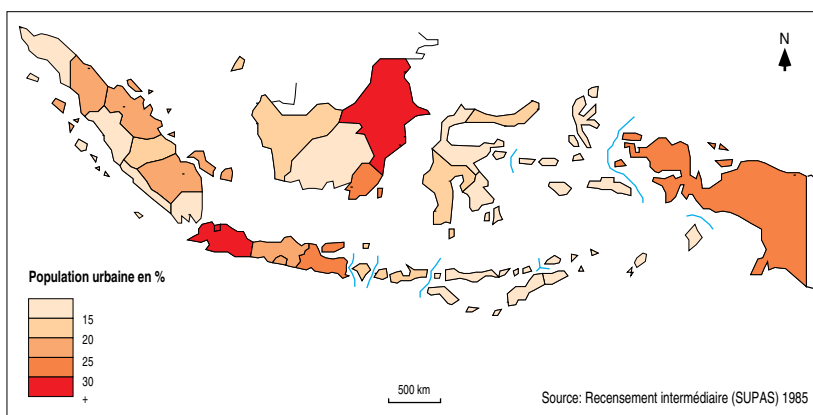 N
Population urbaine en %
15
20
25
30
+
500 km
Source: Recensement intermédiaire (SUPAS) 1985